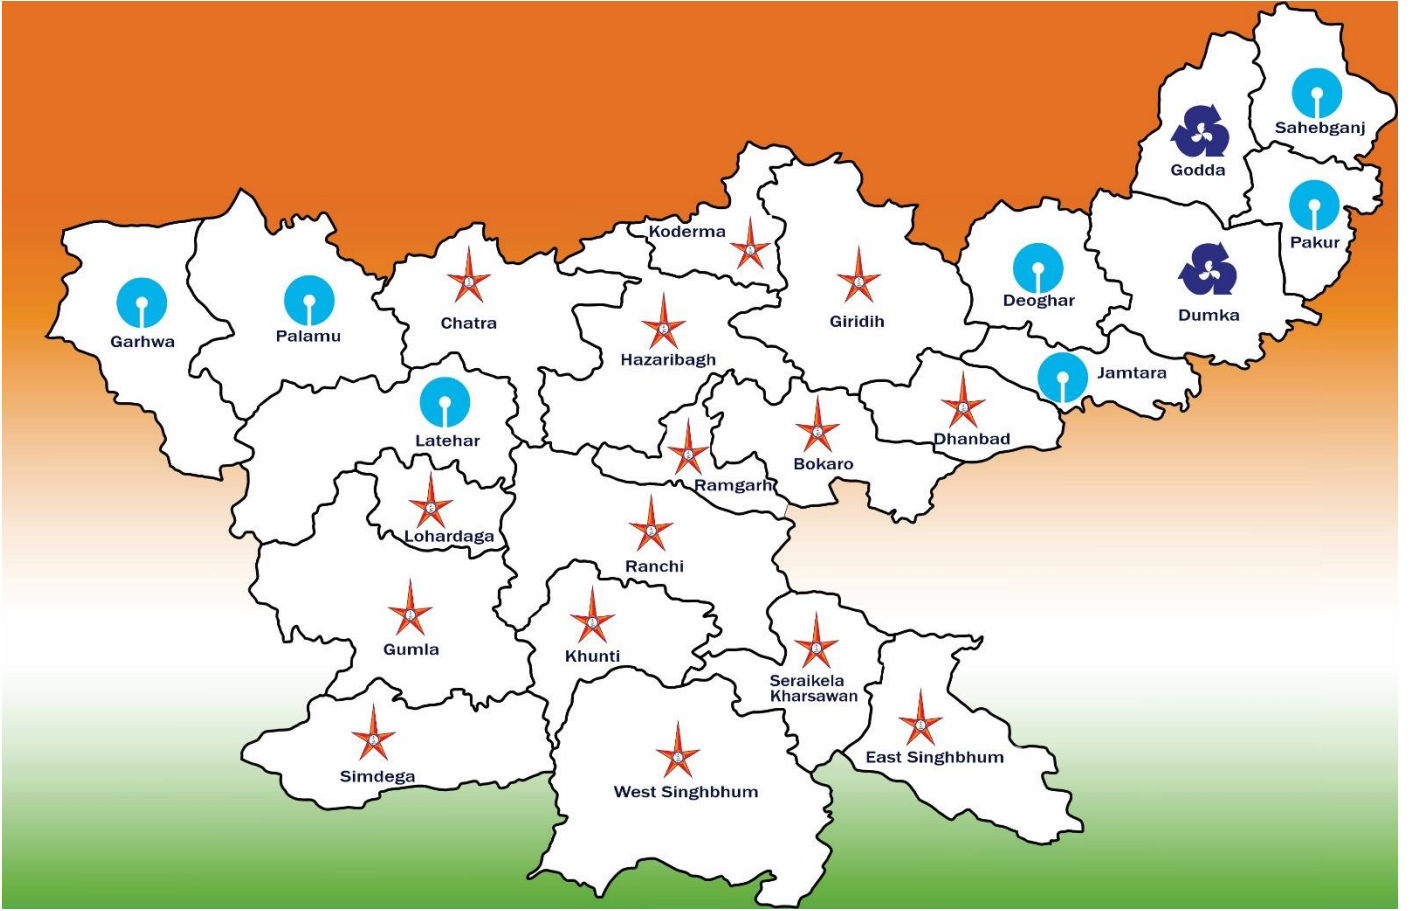 Sahebganj
Godda
Koderma
Pakur
Deoghar
Dumka
Giridih
Chatra
Palamu
Garhwa
Hazaribagh
Jamtara
Latehar
Dhanbad
Bokaro
Ramgarh
Lohardaga
Ranchi
Gumla
Khunti
Seraikela
Kharsawan
East Singhbhum
Simdega
West Singhbhum